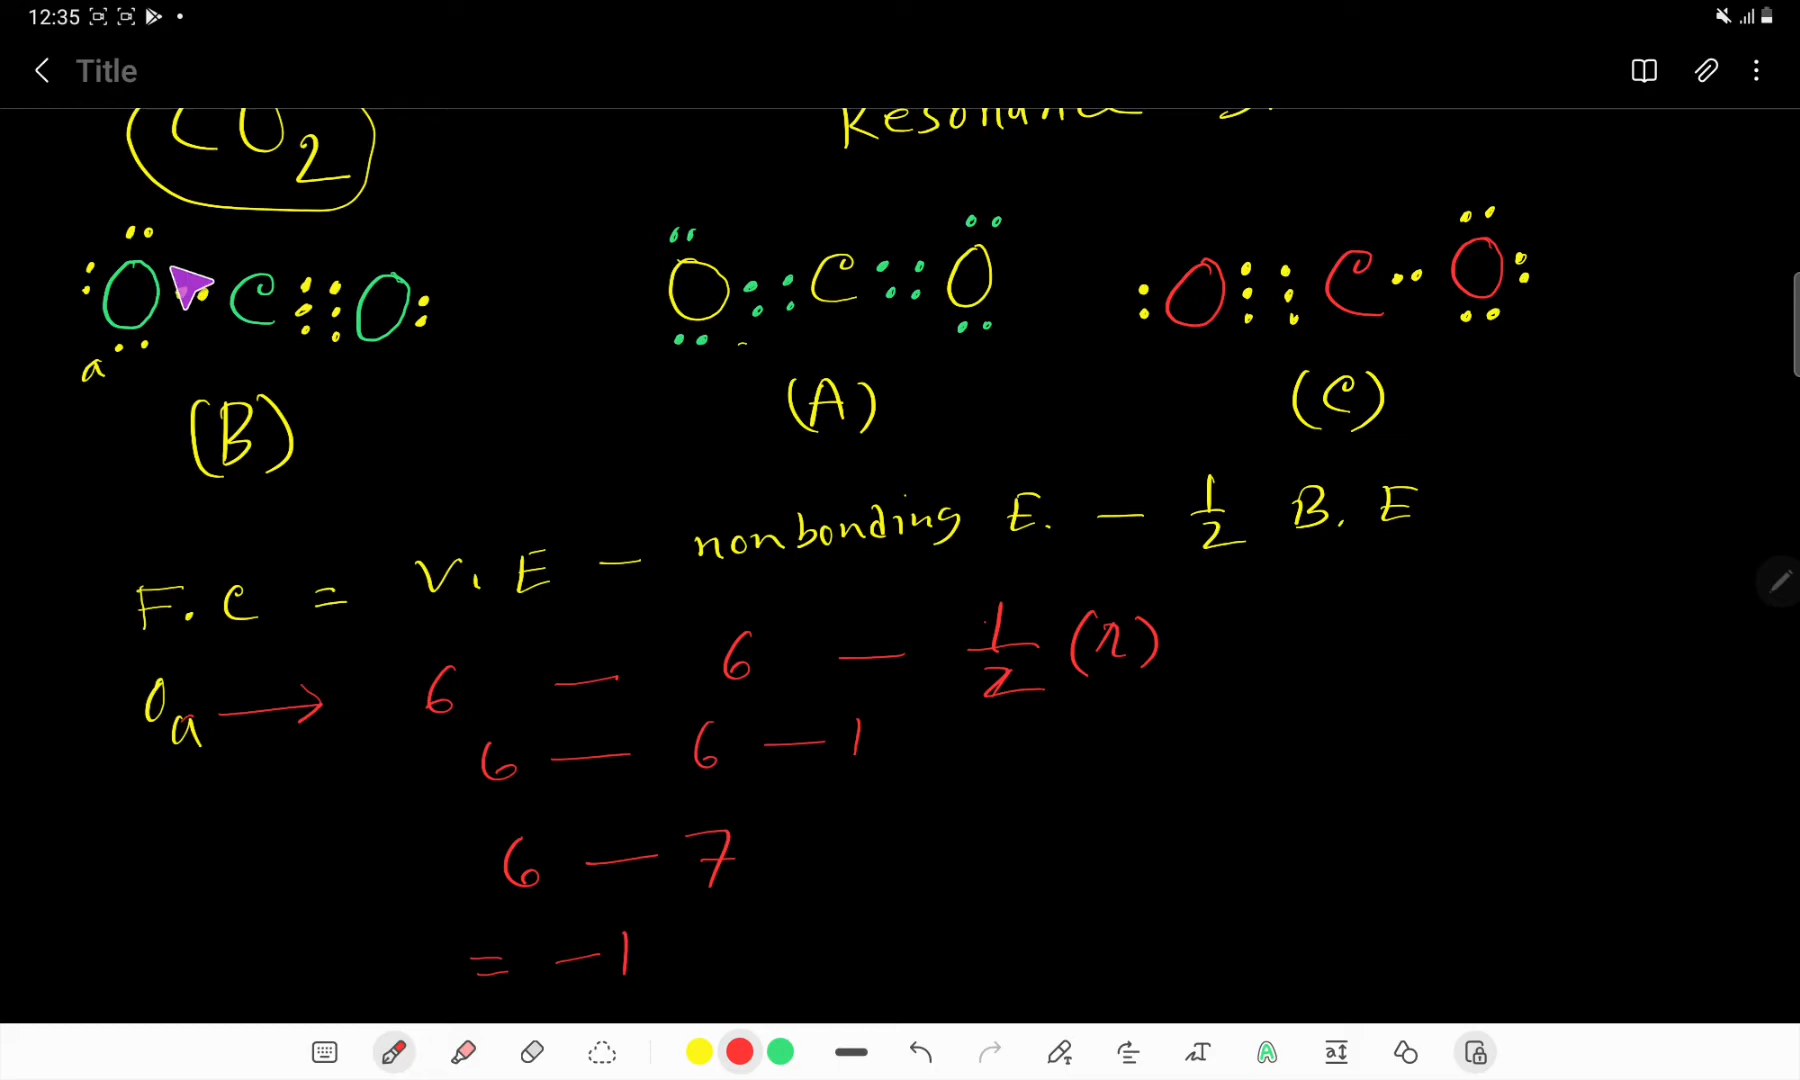 12:35
Title
CO2
Resonance
O C O
O C O
O C O
a
(B)
(A)
(C)
F.C = V.E — nonbonding E. — 1/2 B.E
Oa → 6 — 6 — 1/2 (2)
6 — 6 — 1
6 — 7
= —1